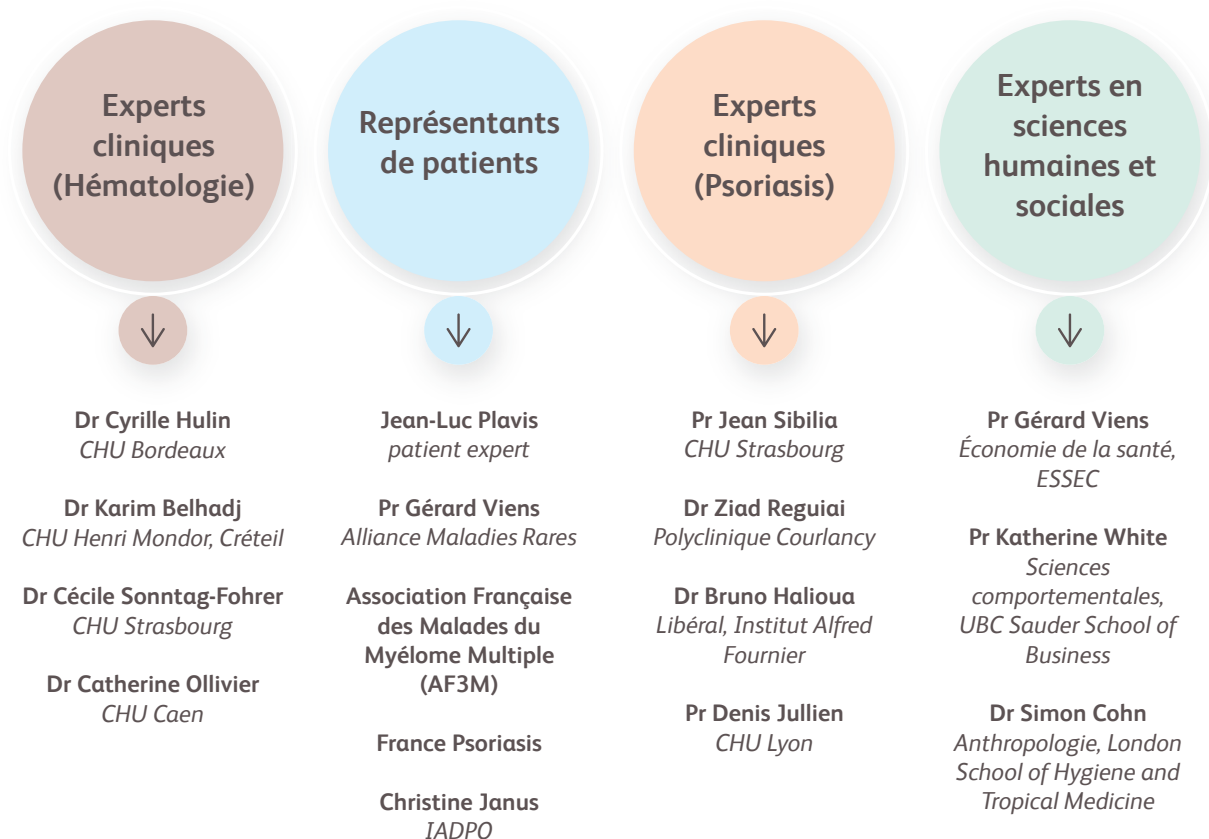 Experts
cliniques
(Hématologie)
Dr Cyrille Hulin
CHU Bordeaux
Dr Karim Belhadj
CHU Henri Mondor, Créteil
Dr Cécile Sonntag-Fohrer
CHU Strasbourg
Dr Catherine Ollivier
CHU Caen
Représentants
de patients
Jean-Luc Plavis
patient expert
Pr Gérard Viens
Alliance Maladies Rares
Association Française
des Malades du
Myélome Multiple
(AF3M)
France Psoriasis
Christine Janus
IADPO
Experts
cliniques
(Psoriasis)
Pr Jean Sibilia
CHU Strasbourg
Dr Ziad Reguiai
Polyclinique Courlancy
Dr Bruno Halioua
Libéral, Institut Alfred
Fournier
Pr Denis Jullien
CHU Lyon
Experts en
sciences
humaines et
sociales
Pr Gérard Viens
Économie de la santé,
ESSEC
Pr Katherine White
Sciences
comportementales,
UBC Sauder School of
Business
Dr Simon Cohn
Anthropologie, London
School of Hygiene and
Tropical Medicine